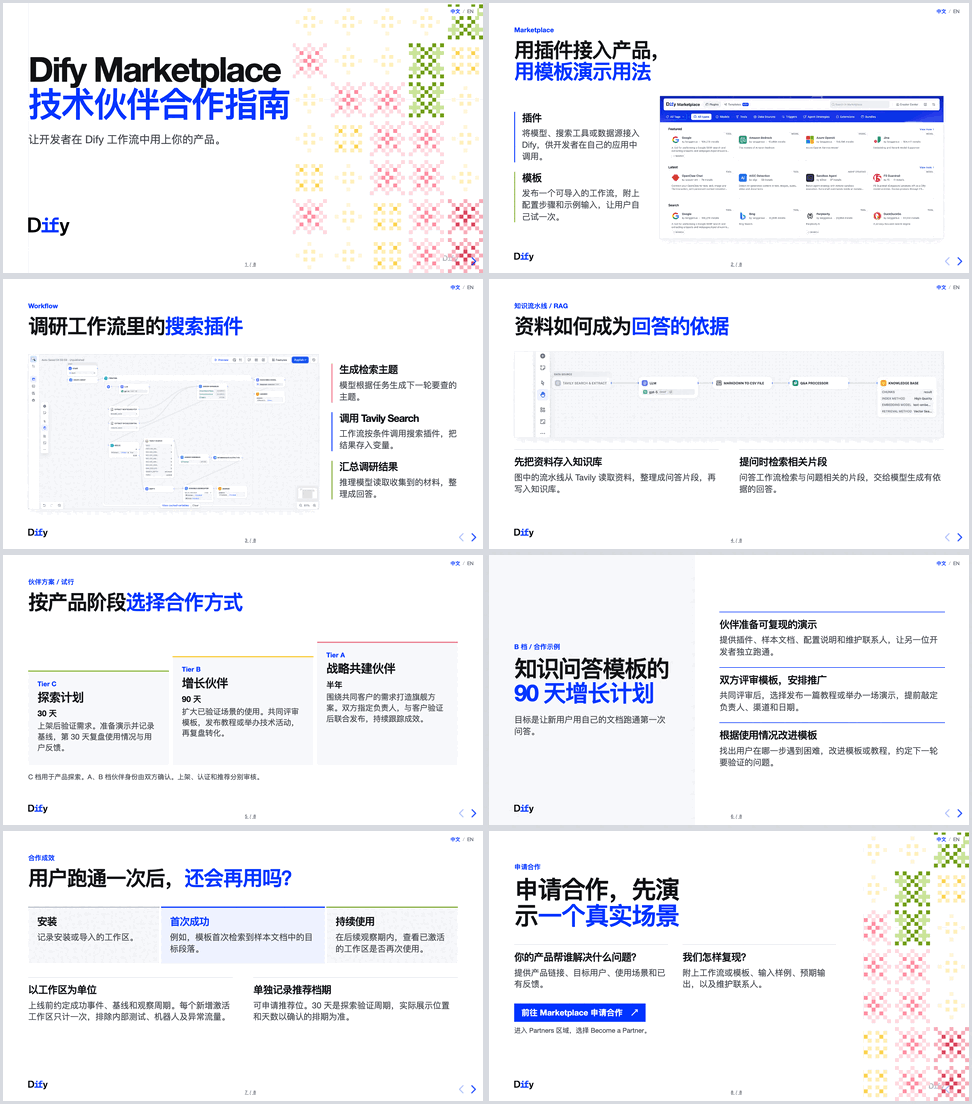 中文 / EN
Dify Marketplace
技术伙伴合作指南
让开发者在 Dify 工作流中用上你的产品。
Dify
1 / 8
中文 / EN
Marketplace
用插件接入产品，
用模板演示用法
插件
将模型、搜索工具或数据源接入
Dify，供开发者在自己的应用中
调用。
模板
发布一个可导入的工作流，附上
配置步骤和示例输入，让用户自
己试一次。
Dify Marketplace
Featured
Google
Latest
Search
Google
Bing
Perplexity
Dify
2 / 8
中文 / EN
Workflow
调研工作流里的搜索插件
生成检索主题
模型根据任务生成下一轮要查的
主题。
调用 Tavily Search
工作流按条件调用搜索插件，把
结果存入变量。
汇总调研结果
推理模型读取收集到的材料，整
理成回答。
Dify
3 / 8
中文 / EN
知识流水线 / RAG
资料如何成为回答的依据
TAVILY SEARCH & EXTRACT
LLM
MARKDOWN TO CSV FILE
Q&A PROCESSOR
KNOWLEDGE BASE
先把资料存入知识库
图中的流水线从 Tavily 读取资料，整理成问答片段，再
写入知识库。
提问时检索相关片段
问答工作流检索与问题相关的片段，交给模型生成有依
据的回答。
Dify
4 / 8
中文 / EN
伙伴方案 / 试行
按产品阶段选择合作方式
Tier C
探索计划
30 天
上架后验证需求。准备演示并记录
基线，第 30 天复盘使用情况与用
户反馈。
Tier B
增长伙伴
90 天
扩大已验证场景的使用。共同评审
模板，发布教程或举办技术活动，
再复盘转化。
Tier A
战略共建伙伴
半年
围绕共同客户的需求打造旗舰方
案。双方指定负责人，与客户验证
后联合发布，持续跟踪成效。
C 档用于产品探索。A、B 档伙伴身份由双方确认。上架、认证和推荐分别审核。
Dify
5 / 8
中文 / EN
B 档 / 合作示例
知识问答模板的
90 天增长计划
目标是让新用户用自己的文档跑通第一次
问答。
伙伴准备可复现的演示
提供插件、样本文档、配置说明和维护联系人，让另一位开
发者独立跑通。
双方评审模板，安排推广
共同评审后，选择发布一篇教程或举办一场演示，提前敲定
负责人、渠道和日期。
根据使用情况改进模板
找出用户在哪一步遇到困难，改进模板或教程，约定下一轮
要验证的问题。
Dify
6 / 8
中文 / EN
合作成效
用户跑通一次后，还会再用吗？
安装
记录安装或导入的工作区。
首次成功
例如，模板首次检索到样本文档中的目
标段落。
持续使用
在后续观察期内，查看已激活
的工作区是否再次使用。
以工作区为单位
上线前约定成功事件、基线和观察周期。每个新增激活
工作区只计一次，排除内部测试、机器人及异常流量。
单独记录推荐档期
可申请推荐位。30 天是探索验证周期，实际展示位置
和天数以确认的排期为准。
Dify
7 / 8
中文 / EN
申请合作
申请合作，先演
示一个真实场景
你的产品帮谁解决什么问题？
提供产品链接、目标用户、使用场景和已
有反馈。
我们怎样复现？
附上工作流或模板、输入样例、预期输
出，以及维护联系人。
前往 Marketplace 申请合作 ↗
进入 Partners 区域，选择 Become a Partner。
Dify
8 / 8